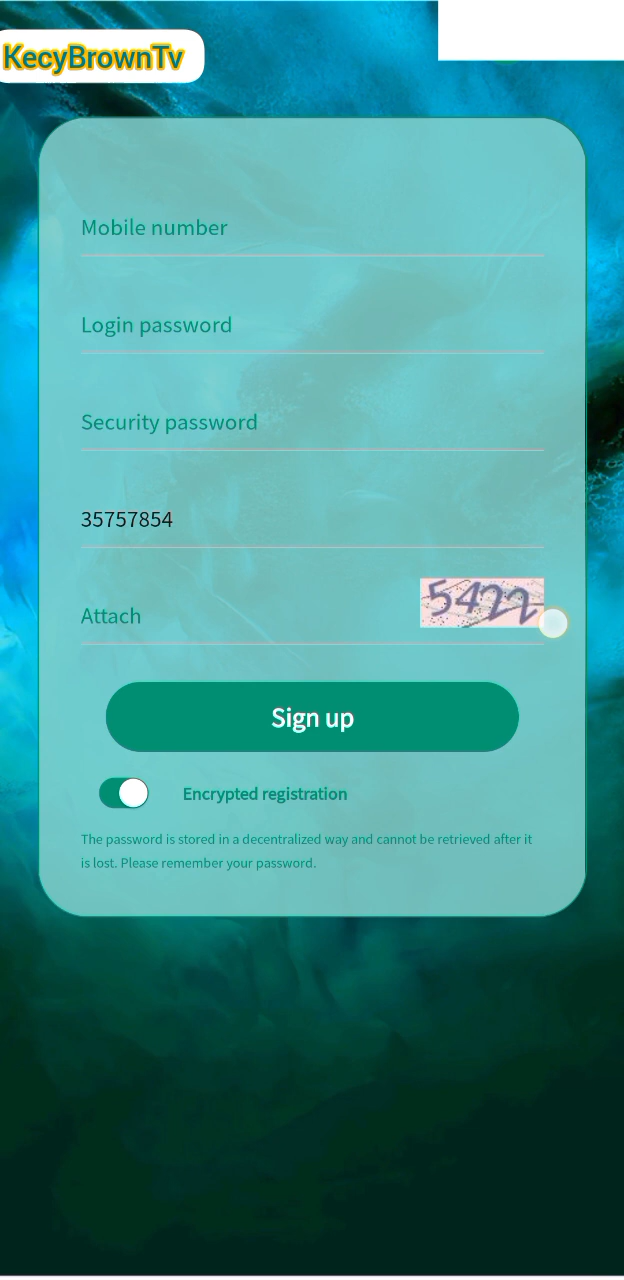 KecyBrownTv
Mobile number
Login password
Security password
35757854
Attach
5422
Sign up
Encrypted registration
The password is stored in a decentralized way and cannot be retrieved after it
is lost. Please remember your password.